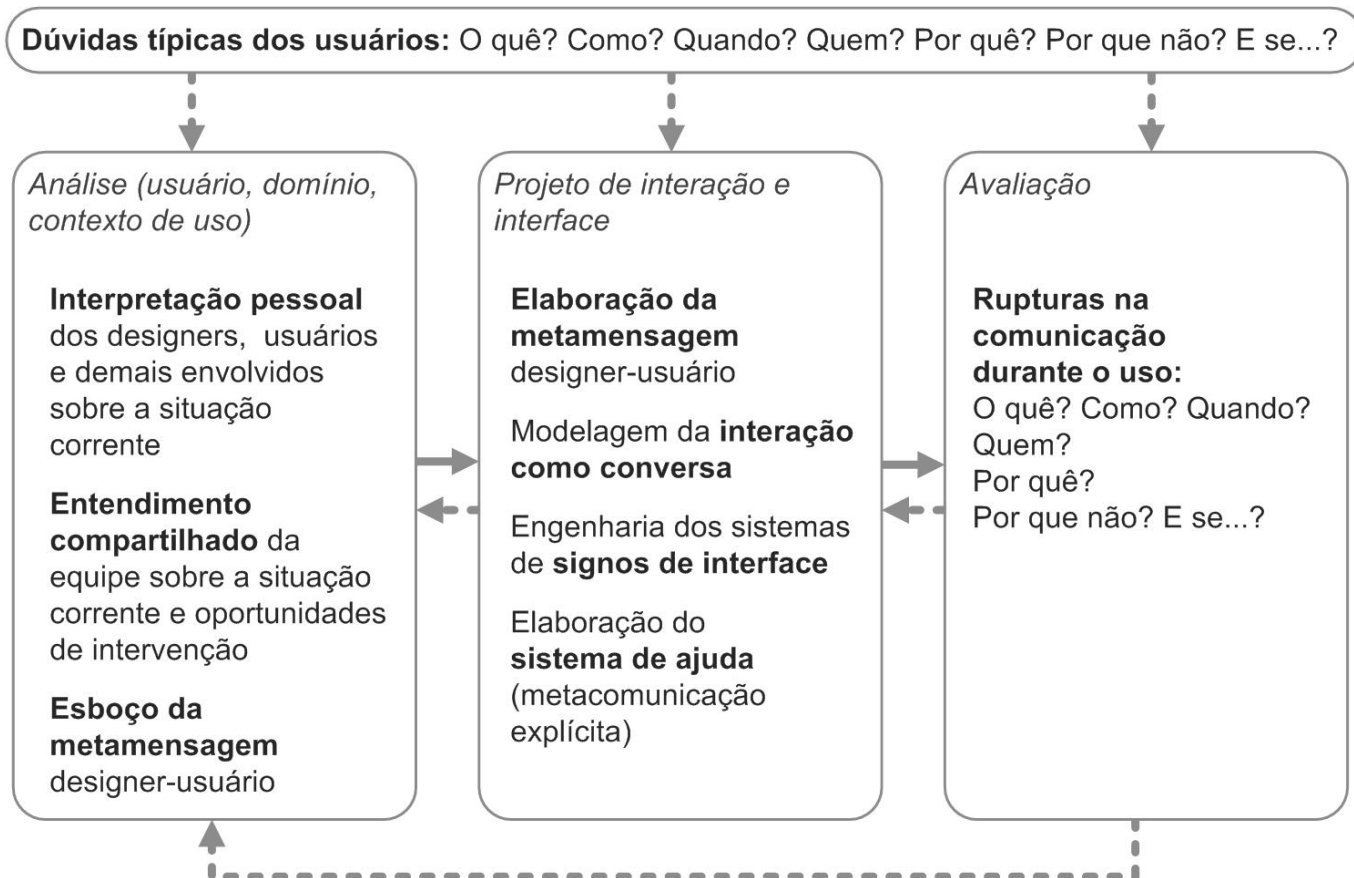 Dúvidas típicas dos usuários: O quê? Como? Quando? Quem? Por quê? Por que não? E se...?
Análise (usuário, domínio,
contexto de uso)
Interpretação pessoal
dos designers, usuários
e demais envolvidos
sobre a situação
corrente
Entendimento
compartilhado da
equipe sobre a situação
corrente e oportunidades
de intervenção
Esboço da
metamensagem
designer-usuário
Projeto de interação e
interface
Elaboração da
metamensagem
designer-usuário
Modelagem da interação
como conversa
Engenharia dos sistemas
de signos de interface
Elaboração do
sistema de ajuda
(metacomunicação
explícita)
Avaliação
Rupturas na
comunicação
durante o uso:
O quê? Como? Quando?
Quem?
Por quê?
Por que não? E se...?